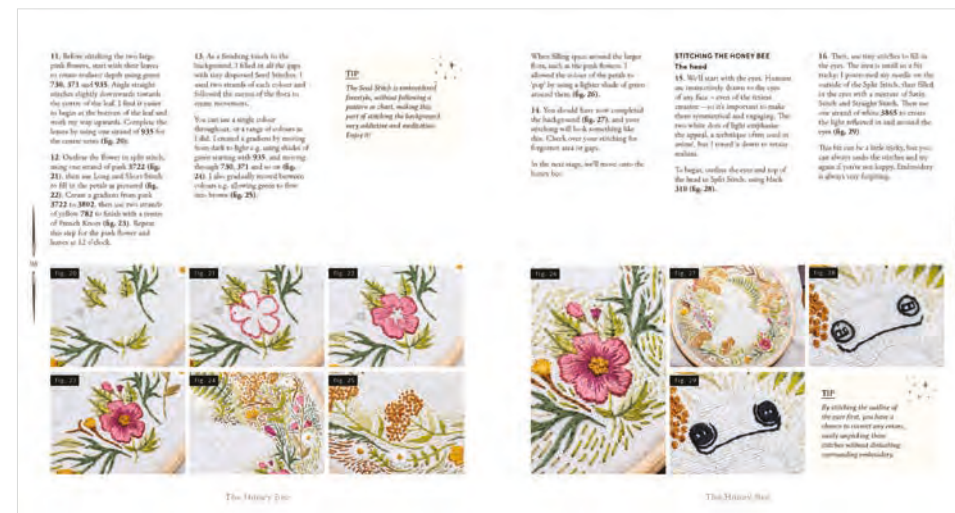 11. Before stitching the two large
pink flowers, start with their leaves
to create realistic depth using green
730, 371 and 935. Angle straight
stitches slightly downwards towards
the centre of the leaf. I find it easier
to begin at the bottom of the leaf and
work my way upwards. Complete the
leaves by using one strand of 935 for
the centre veins (fig. 20).
12. Outline the flower in split stitch,
using one strand of pink 3722 (fig.
21), then use Long and Short Stitch
to fill in the petals as pictured (fig.
22). Create a gradient from pink
3722 to 3802, then use two strands
of yellow 782 to finish with a centre
of French Knots (fig. 23). Repeat
this step for the pink flower and
leaves at 12 o'clock.
13. As a finishing touch to the
background, I filled in all the gaps
with tiny dispersed Seed Stitches. I
used two strands of each colour and
followed the curves of the flora to
create movement.
You can use a single colour
throughout, or a range of colours as
I did. I created a gradient by moving
from dark to light e.g. using shades of
green starting with 935, and moving
through 730, 371 and so on (fig.
24). I also gradually moved between
colours e.g. allowing green to flow
into brown (fig. 25).
TIP
The Seed Stitch is embroidered
freestyle, without following a
pattern or chart, making this
part of stitching the background
very addictive and meditative.
Enjoy it!
fig. 20
fig. 21
fig. 22
fig. 23
fig. 24
fig. 25
The Honey Bee
When filling space around the larger
flora, such as the pink flowers, I
allowed the colour of the petals to
'pop' by using a lighter shade of green
around them (fig. 26).
14. You should have now completed
the background (fig. 27), and your
stitching will look something like
this. Check over your stitching for
forgotten areas or gaps.
In the next stage, we'll move onto the
honey bee.
STITCHING THE HONEY BEE
The head
15. We'll start with the eyes. Humans
are instinctively drawn to the eyes
of any face – even of the tiniest
creature – so it's important to make
them symmetrical and engaging. The
two white dots of light emphasise
the appeal, a technique often used in
animé, but I toned it down to retain
realism.
To begin, outline the eyes and top of
the head in Split Stitch, using black
310 (fig. 28).
16. Then, use tiny stitches to fill in
the eyes. The area is small so a bit
tricky: I positioned my needle on the
outside of the Split Stitch, then filled
in the eyes with a mixture of Satin
Stitch and Straight Stitch. Then use
one strand of white 3865 to create
the light reflected in and around the
eyes (fig. 29).
This bit can be a little tricky, but you
can always undo the stitches and try
again if you're not happy. Embroidery
is always very forgiving.
fig. 26
fig. 27
fig. 28
fig. 29
TIP
By stitching the outline of
the eyes first, you have a
chance to correct any errors,
easily unpicking these
stitches without disturbing
surrounding embroidery.
The Honey Bee